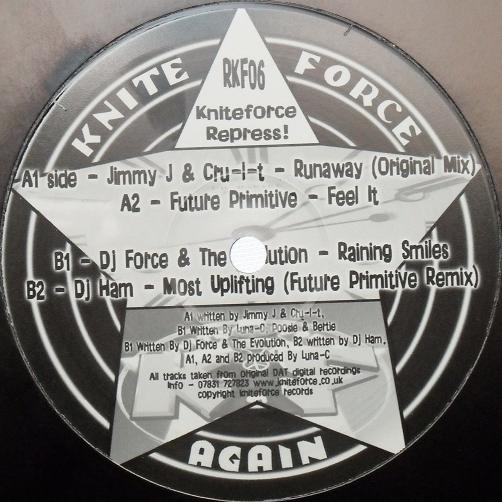 KNITE FORCE
RKF06
Kniteforce
Repress!
A1 side - Jimmy J & Cru-l-t - Runaway (Original Mix)
A2 - Future Primitive - Feel It
B1 - Dj Force & The lution - Raining Smiles
B2 - Dj Ham - Most Uplifting (Future Primitive Remix)
A1 written by Jimmy J & Cru-l-t,
B1 Written By Luna-C, Poosie & Bertie
B1 Written By Dj Force & The Evolution, B2 written by Dj Ham,
A1, A2 and B2 produced By Luna-C
All tracks taken from Original DAT digital recordings
Info - 07831 727823 www.kniteforce.co.uk
copyright kniteforce records
AGAIN